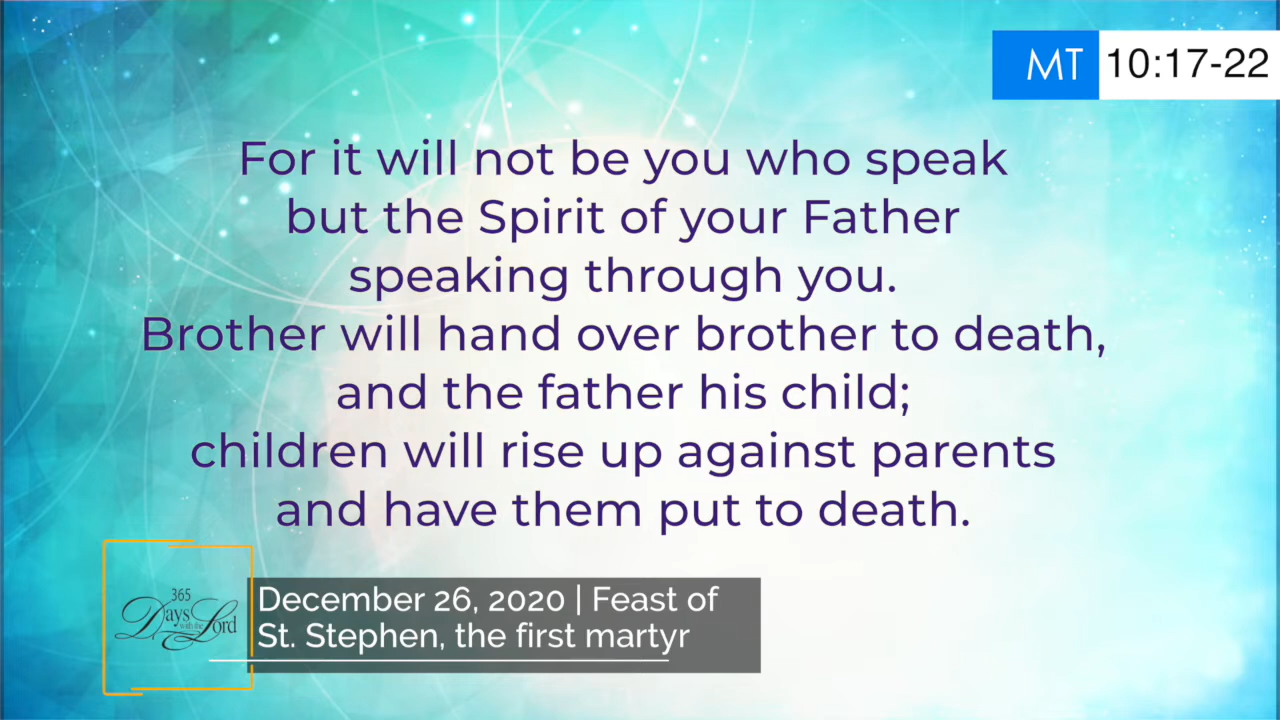 MT 10:17-22
For it will not be you who speak
but the Spirit of your Father
speaking through you.
Brother will hand over brother to death,
and the father his child;
children will rise up against parents
and have them put to death.
365
Days with the Lord
December 26, 2020 | Feast of
St. Stephen, the first martyr